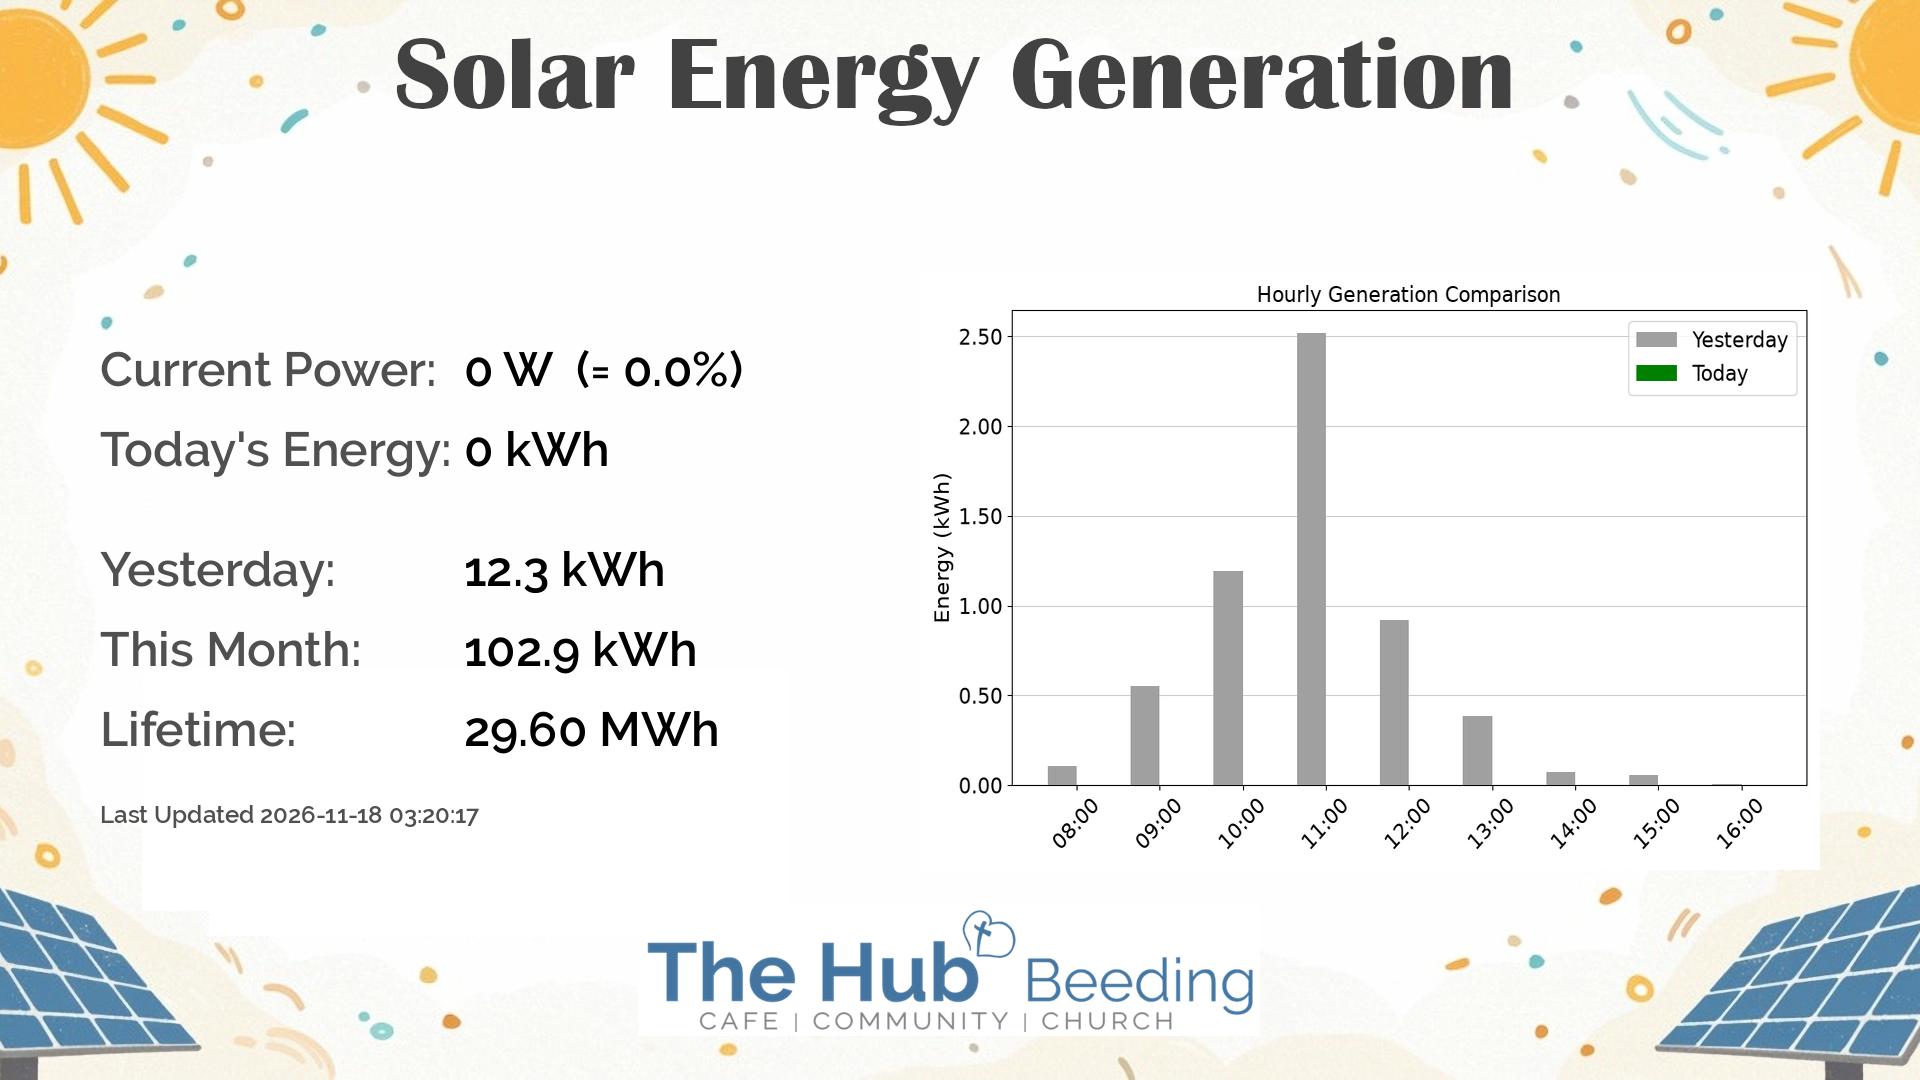 Solar Energy Generation
Current Power: 0 W (= 0.0%)
Today's Energy: 0 kWh
Yesterday: 12.3 kWh
This Month: 102.9 kWh
Lifetime: 29.60 MWh
Last Updated 2026-11-18 03:20:17
Hourly Generation Comparison
Yesterday
Today
Energy (kWh)
2.50
2.00
1.50
1.00
0.50
0.00
08:00 09:00 10:00 11:00 12:00 13:00 14:00 15:00 16:00
The Hub Beeding
CAFE | COMMUNITY | CHURCH